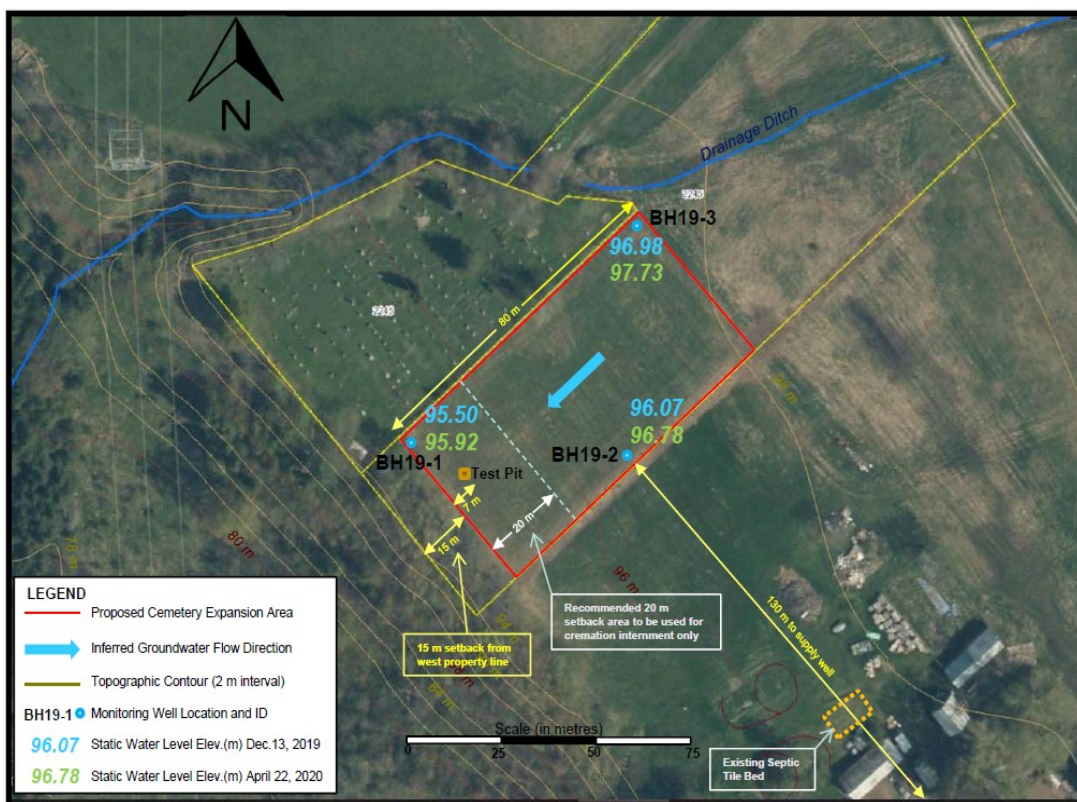 N
Drainage Ditch
2245
BH19-3
96.98
97.73
2245
80 m
95.50
95.92
BH19-1
96.07
96.78
BH19-2
Test Pit
7 m
15 m
20 m
96 m
80 m
78 m
130 m to supply well
LEGEND
Proposed Cemetery Expansion Area
Inferred Groundwater Flow Direction
Topographic Contour (2 m interval)
BH19-1 Monitoring Well Location and ID
96.07 Static Water Level Elev.(m) Dec.13, 2019
96.78 Static Water Level Elev.(m) April 22, 2020
15 m setback from
west property line
Recommended 20 m
setback area to be used for
cremation internment only
94 m
84 m
Scale (in metres)
0 25 50 75
Existing Septic
Tile Bed